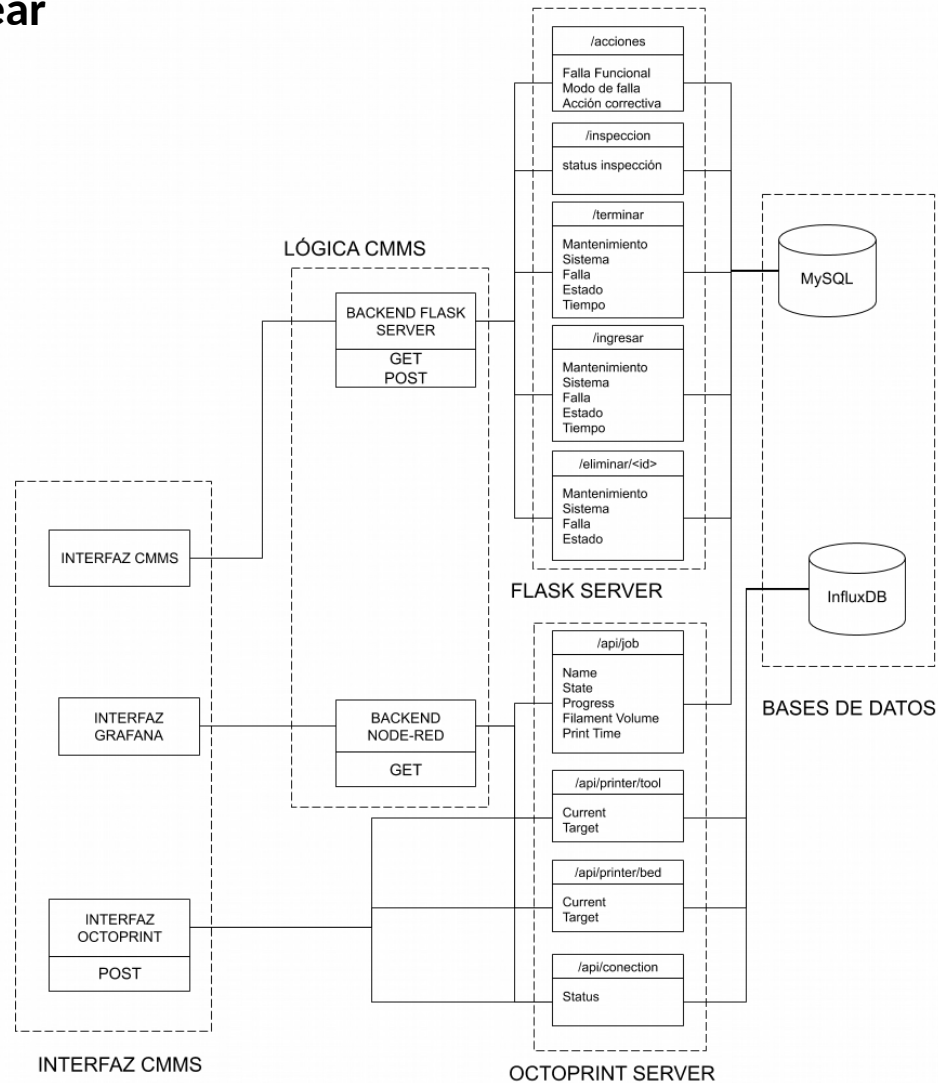 ear
/acciones
Falla Funcional
Modo de falla
Acción correctiva
/inspeccion
status inspección
/terminar
Mantenimiento
Sistema
Falla
Estado
Tiempo
/ingresar
Mantenimiento
Sistema
Falla
Estado
Tiempo
/eliminar/<id>
Mantenimiento
Sistema
Falla
Estado
FLASK SERVER
LÓGICA CMMS
BACKEND FLASK
SERVER
GET
POST
MySQL
InfluxDB
BASES DE DATOS
INTERFAZ CMMS
INTERFAZ
GRAFANA
BACKEND
NODE-RED
GET
/api/job
Name
State
Progress
Filament Volume
Print Time
/api/printer/tool
Current
Target
/api/printer/bed
Current
Target
/api/conection
Status
INTERFAZ
OCTOPRINT
POST
INTERFAZ CMMS
OCTOPRINT SERVER